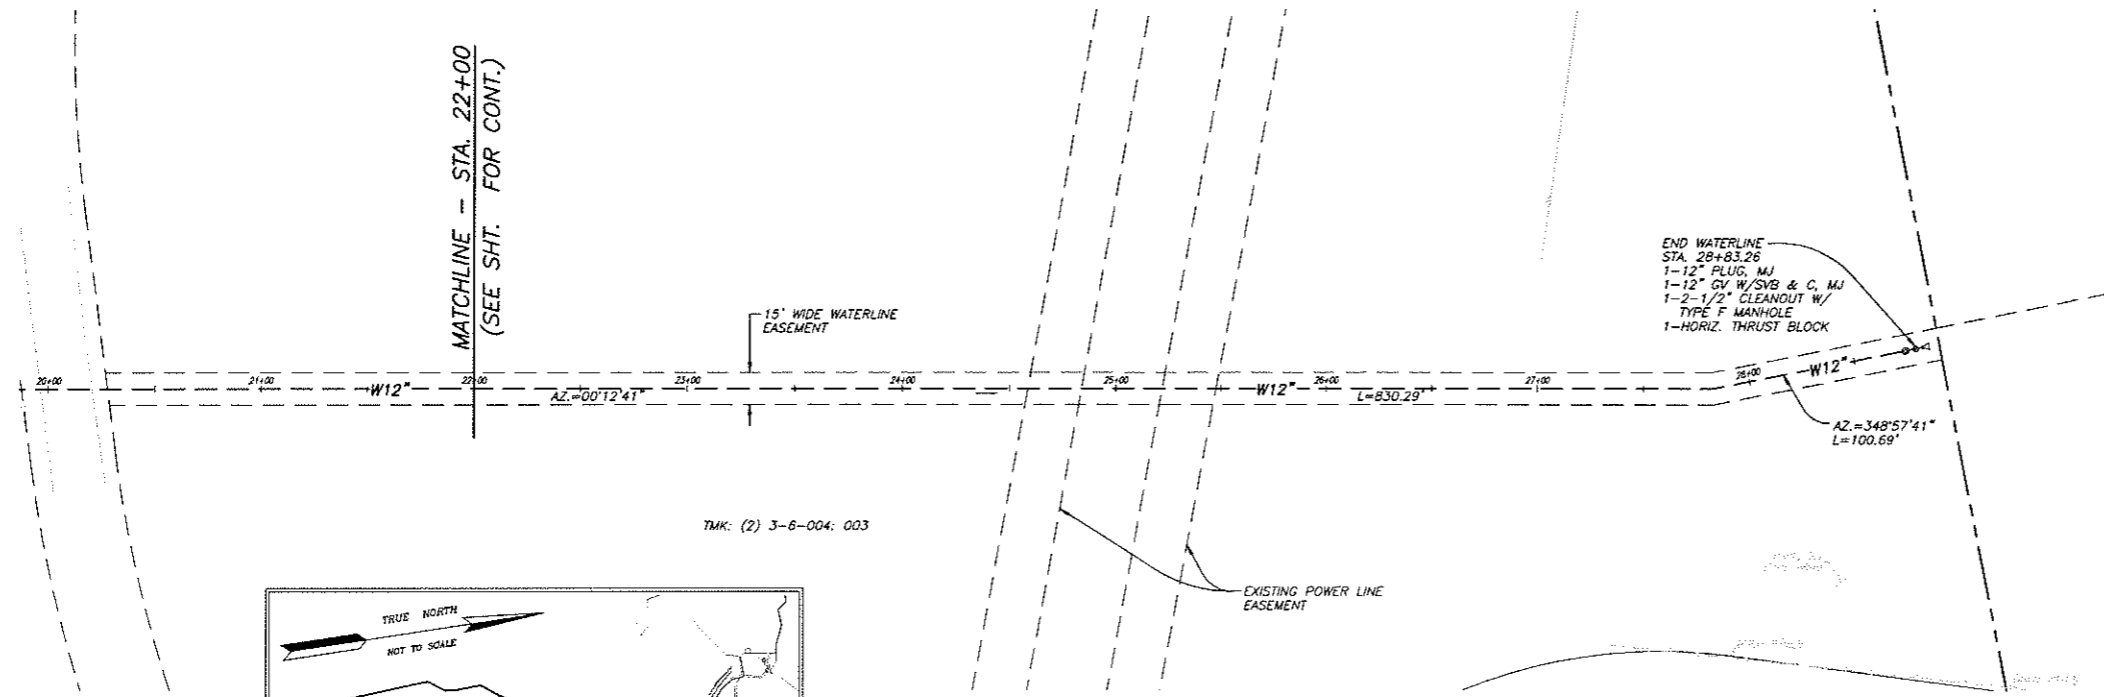 MATCHLINE - STA. 22+00
(SEE SHT.   FOR CONT.)
15' WIDE WATERLINE
EASEMENT
END WATERLINE
STA. 28+83.26
1-12" PLUG, MJ
1-12" GV W/SVB & C, MJ
1-2-1/2" CLEANOUT W/
TYPE F MANHOLE
1-HORIZ. THRUST BLOCK
20+00
21+00
W12"
22+00
AZ.=00°12'41"
23+00
24+00
25+00
W12"
26+00
L=830.29'
27+00
28+00
W12"
AZ.=348°57'41"
L=100.69'
TMK: (2) 3-6-004: 003
EXISTING POWER LINE
EASEMENT
TRUE NORTH
NOT TO SCALE